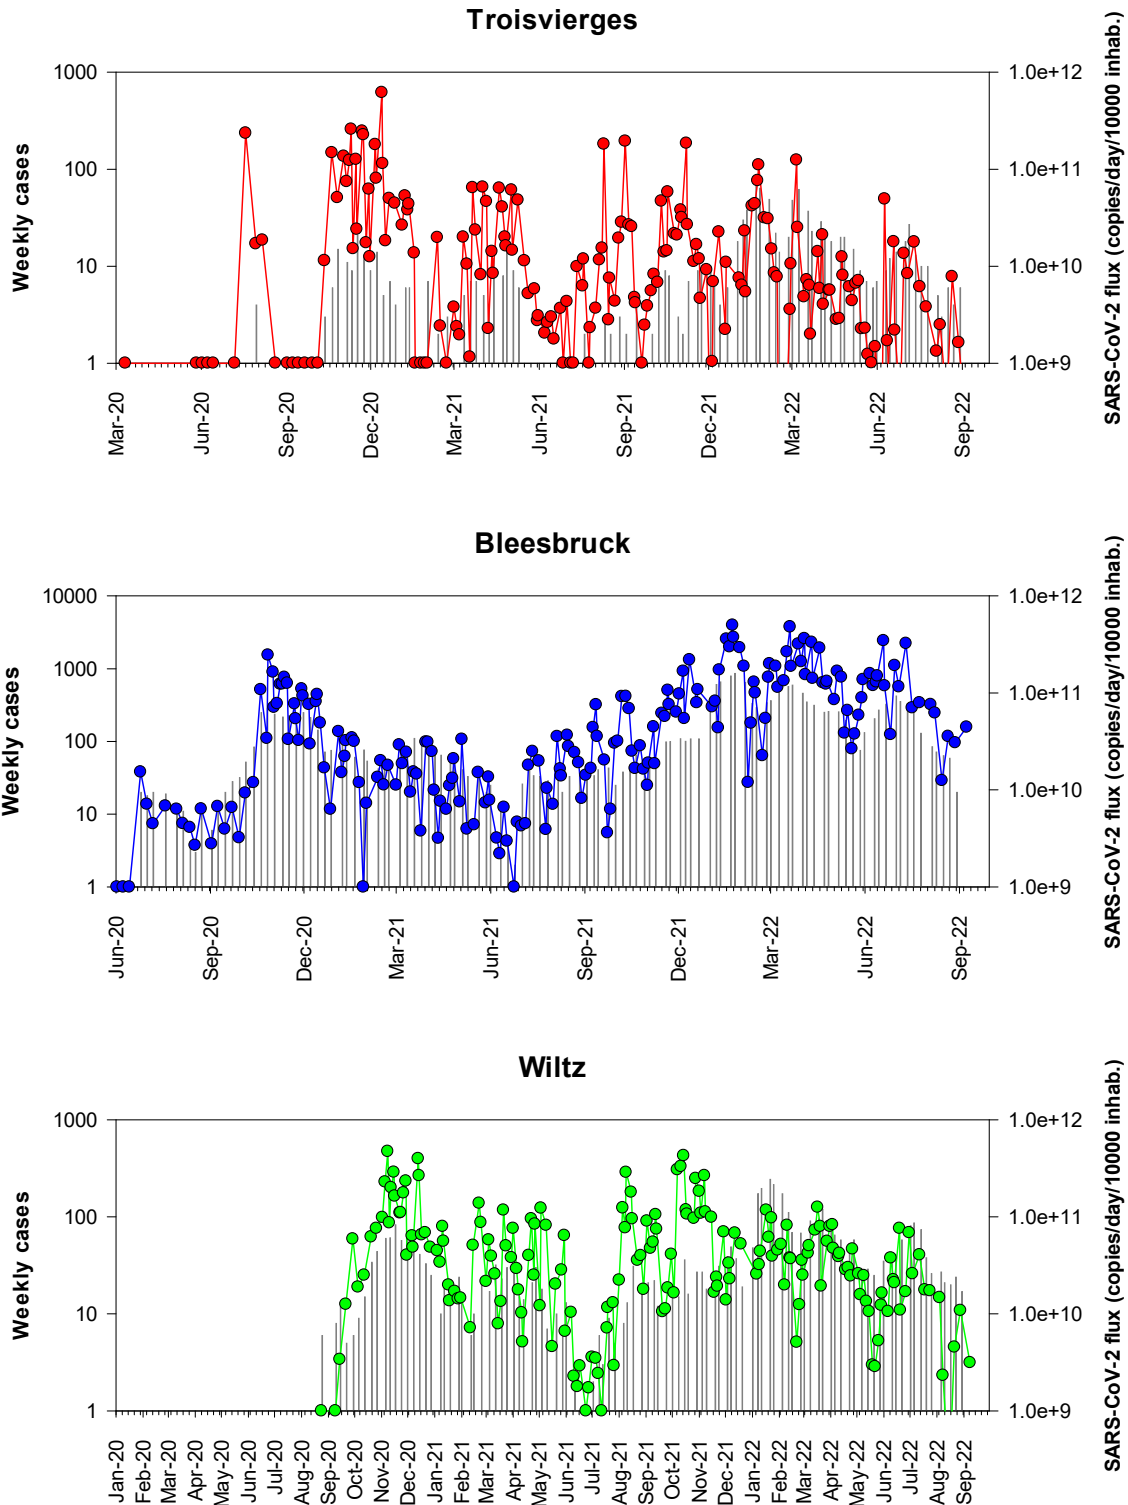 Troisvierges
Weekly cases
1000
100
10
1
1.0e+12
1.0e+11
1.0e+10
1.0e+9
SARS-CoV-2 flux (copies/day/10000 inhab.)
Mar-20 Jun-20 Sep-20 Dec-20 Mar-21 Jun-21 Sep-21 Dec-21 Mar-22 Jun-22 Sep-22
Bleesbruck
Weekly cases
10000
1000
100
10
1
1.0e+12
1.0e+11
1.0e+10
1.0e+9
SARS-CoV-2 flux (copies/day/10000 inhab.)
Jun-20 Sep-20 Dec-20 Mar-21 Jun-21 Sep-21 Dec-21 Mar-22 Jun-22 Sep-22
Wiltz
Weekly cases
1000
100
10
1
1.0e+12
1.0e+11
1.0e+10
1.0e+9
SARS-CoV-2 flux (copies/day/10000 inhab.)
Jan-20 Feb-20 Mar-20 Apr-20 May-20 Jun-20 Jul-20 Aug-20 Sep-20 Oct-20 Nov-20 Dec-20 Jan-21 Feb-21 Mar-21 Apr-21 May-21 Jun-21 Jul-21 Aug-21 Sep-21 Oct-21 Nov-21 Dec-21 Jan-22 Feb-22 Mar-22 Apr-22 May-22 Jun-22 Jul-22 Aug-22 Sep-22